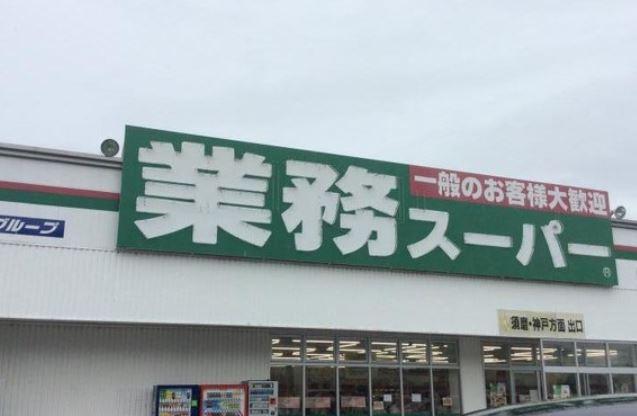 一般のお客様大歓迎
業務スーパー®
グループ
須磨・神戸方面 出口